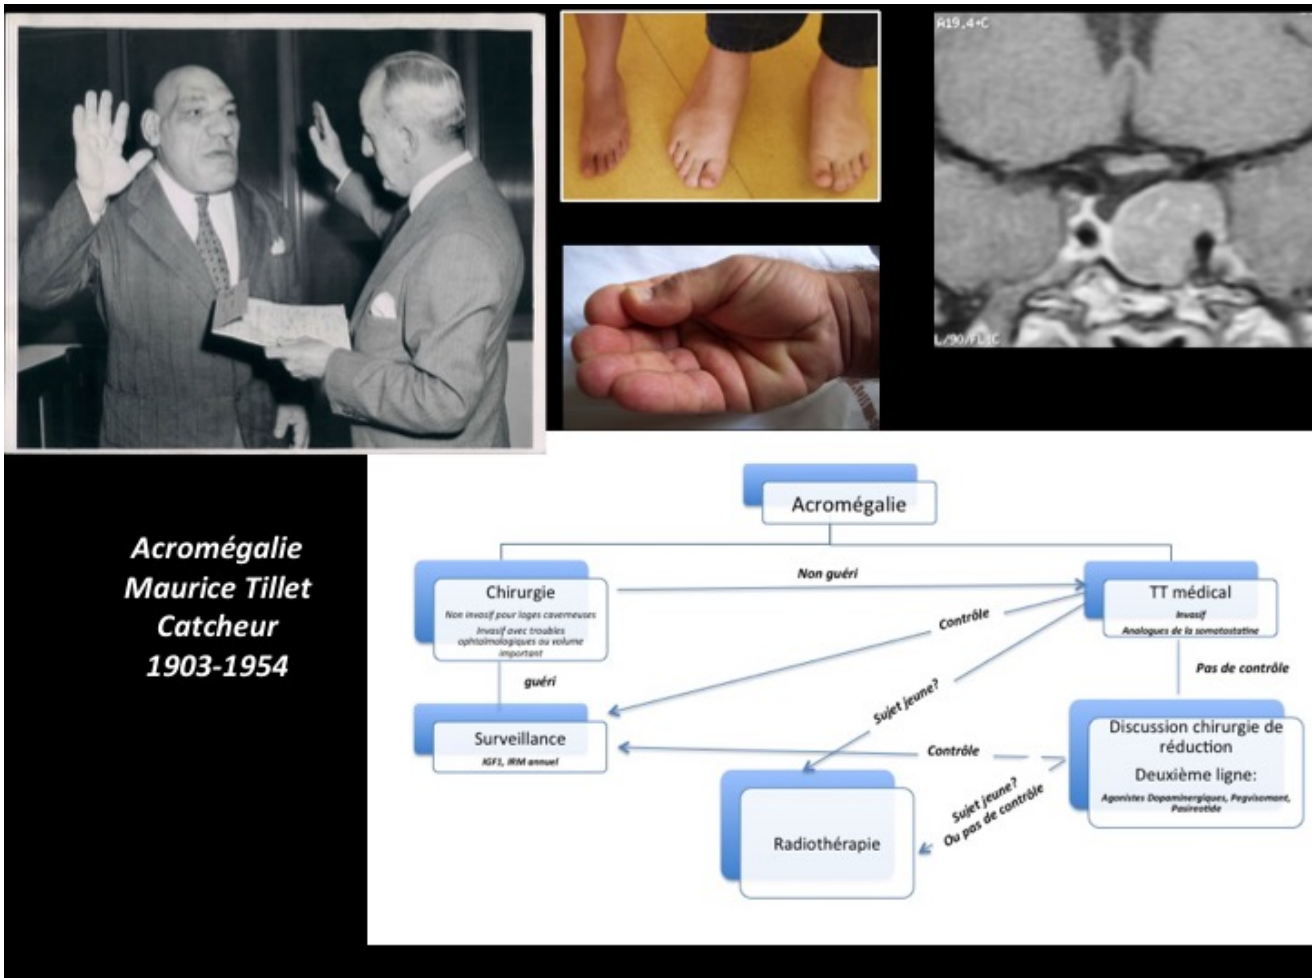 A19.4+C
L/90/FL:C
Acromégalie
Maurice Tillet
Catcheur
1903-1954
Acromégalie
Non guéri
Chirurgie
Non invasif pour loges caverneuses
Invasif avec troubles
ophtalmologiques ou volume
important
TT médical
Invasif
Analogues de la somatostatine
Contrôle
guéri
Pas de contrôle
Sujet jeune?
Surveillance
IGF1, IRM annuel
Contrôle
Discussion chirurgie de
réduction
Deuxième ligne:
Agonistes Dopaminergiques, Pegvisomant,
Pasireotide
Sujet jeune?
Ou pas de contrôle
Radiothérapie